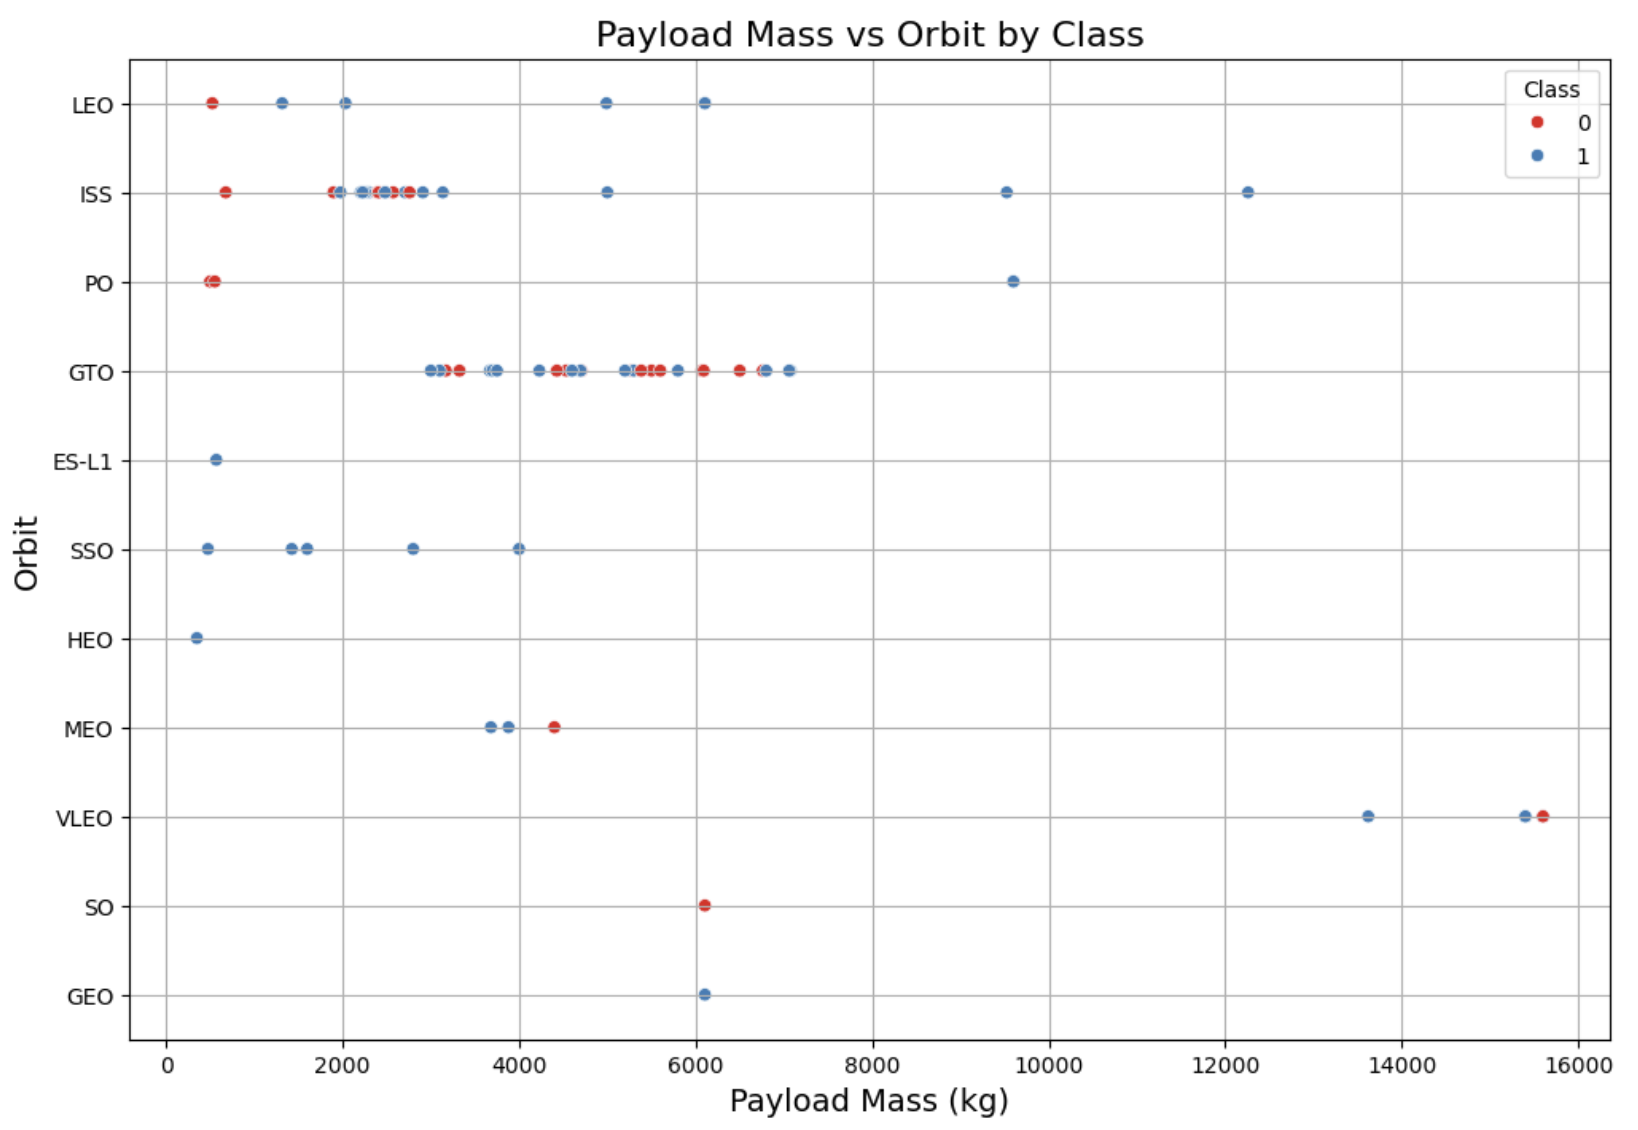 Payload Mass vs Orbit by Class
Class
0
1
LEO
ISS
PO
GTO
ES-L1
SSO
HEO
MEO
VLEO
SO
GEO
Orbit
0 2000 4000 6000 8000 10000 12000 14000 16000
Payload Mass (kg)